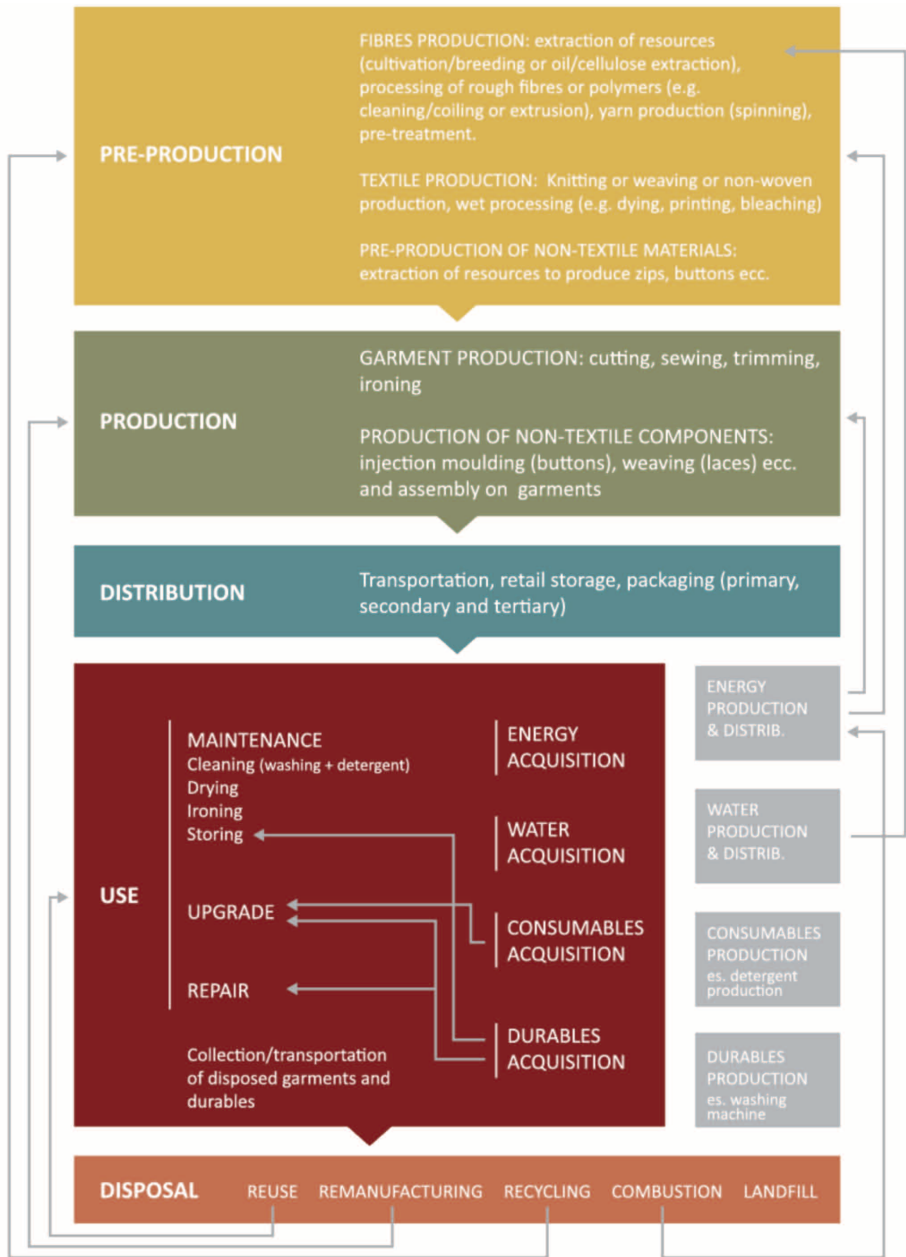 PRE-PRODUCTION
FIBRES PRODUCTION: extraction of resources
(cultivation/breeding or oil/cellulose extraction),
processing of rough fibres or polymers (e.g.
cleaning/coiling or extrusion), yarn production (spinning),
pre-treatment.
TEXTILE PRODUCTION: Knitting or weaving or non-woven
production, wet processing (e.g. dying, printing, bleaching)
PRE-PRODUCTION OF NON-TEXTILE MATERIALS:
extraction of resources to produce zips, buttons ecc.
PRODUCTION
GARMENT PRODUCTION: cutting, sewing, trimming,
ironing
PRODUCTION OF NON-TEXTILE COMPONENTS:
injection moulding (buttons), weaving (laces) ecc.
and assembly on garments
DISTRIBUTION
Transportation, retail storage, packaging (primary,
secondary and tertiary)
USE
MAINTENANCE
Cleaning (washing + detergent)
Drying
Ironing
Storing
UPGRADE
REPAIR
Collection/transportation
of disposed garments and
durables
ENERGY
ACQUISITION
WATER
ACQUISITION
CONSUMABLES
ACQUISITION
DURABLES
ACQUISITION
ENERGY
PRODUCTION
& DISTRIB.
WATER
PRODUCTION
& DISTRIB.
CONSUMABLES
PRODUCTION
es. detergent
production
DURABLES
PRODUCTION
es. washing
machine
DISPOSAL REUSE REMANUFACTURING RECYCLING COMBUSTION LANDFILL